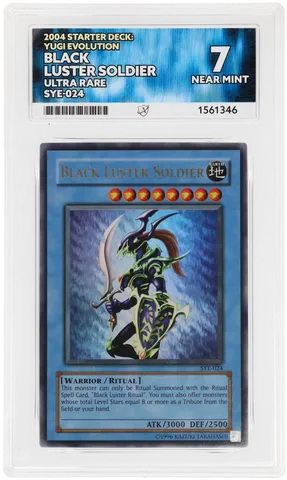 2004 STARTER DECK:
YUGI EVOLUTION
BLACK
LUSTER SOLDIER
ULTRA RARE
SYE-024
7
NEAR MINT
1561346
BLACK LUSTER SOLDIER
EARTH
地
SYE-024
[WARRIOR / RITUAL]
This monster can only be Ritual Summoned with the Ritual
Spell Card, "Black Luster Ritual". You must also offer monsters
whose total Level Stars equal 8 or more as a Tribute from the
field or your hand.
ATK/3000 DEF/2500
©1996 KAZUKI TAKAHASHI